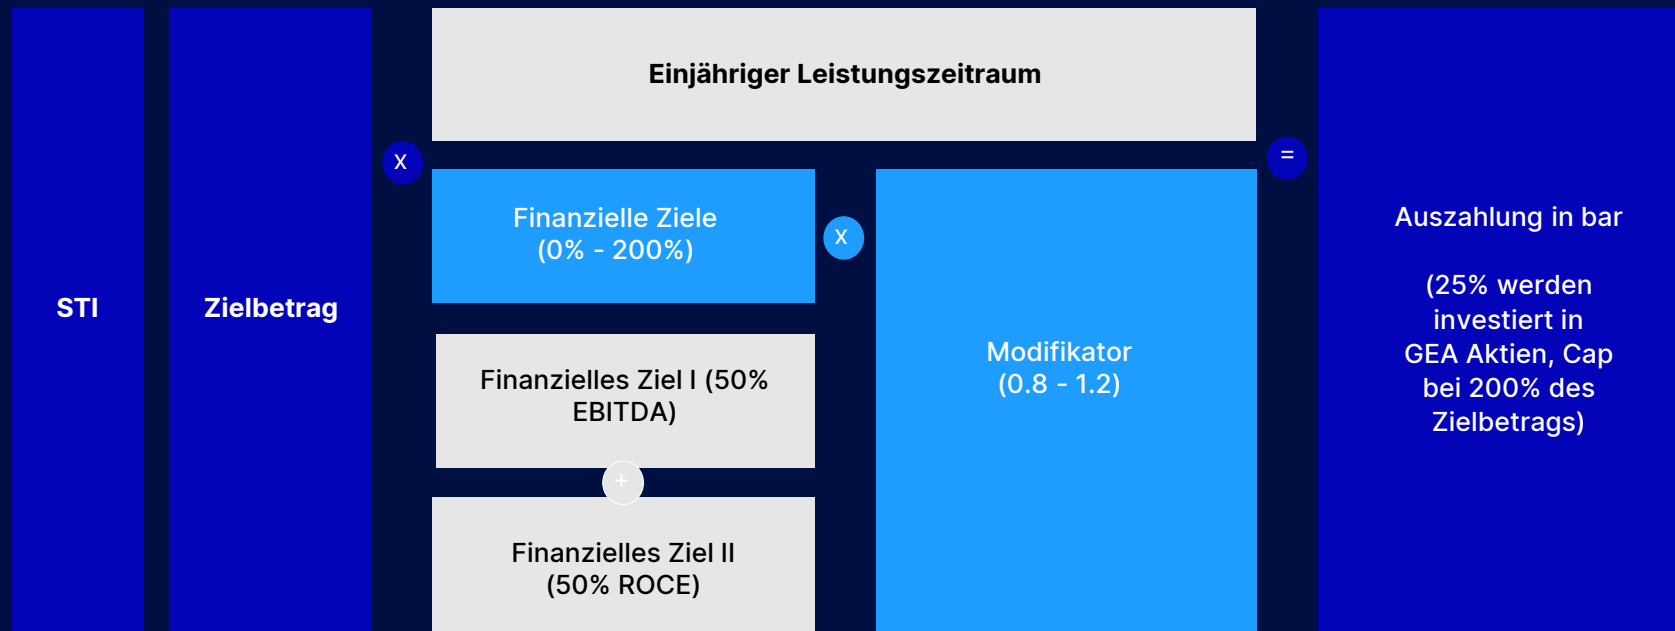 STI
Zielbetrag
x
Einjähriger Leistungszeitraum
Finanzielle Ziele
(0% - 200%)
x
Finanzielles Ziel I (50%
EBITDA)
+
Finanzielles Ziel II
(50% ROCE)
Modifikator
(0.8 - 1.2)
=
Auszahlung in bar
(25% werden
investiert in
GEA Aktien, Cap
bei 200% des
Zielbetrags)